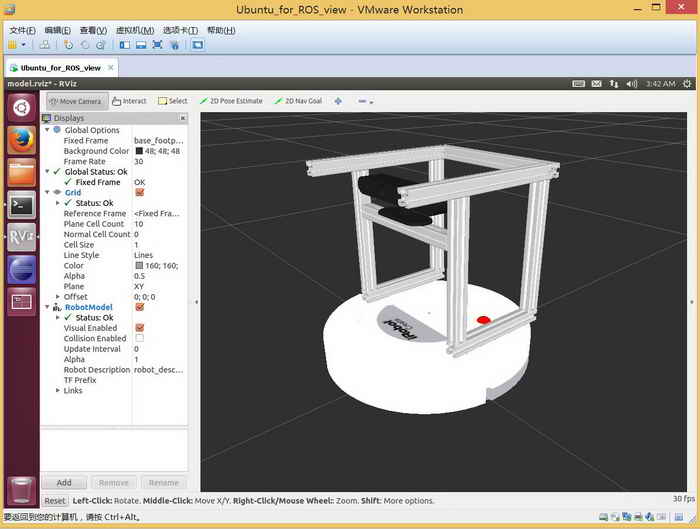 Ubuntu_for_ROS_view - VMware Workstation
文件(F) 编辑(E) 查看(V) 虚拟机(M) 选项卡(T) 帮助(H)
Ubuntu_for_ROS_view
model.rviz* - RViz 3:42 AM
Move Camera Interact Select 2D Pose Estimate 2D Nav Goal
Displays
Global Options
Fixed Frame base_footp...
Background Color 48; 48; 48
Frame Rate 30
Global Status: Ok
Fixed Frame OK
Grid
Status: Ok
Reference Frame <Fixed Fra...
Plane Cell Count 10
Normal Cell Count 0
Cell Size 1
Line Style Lines
Color 160; 160;
Alpha 0.5
Plane XY
Offset 0; 0; 0
RobotModel
Status: Ok
Visual Enabled
Collision Enabled
Update Interval 0
Alpha 1
Robot Description robot_desc...
TF Prefix
Links
iRobot
RViz
Add Remove Rename
Reset Left-Click: Rotate. Middle-Click: Move X/Y. Right-Click/Mouse Wheel:: Zoom. Shift: More options. 30 fps
要返回到您的计算机，请按 Ctrl+Alt。